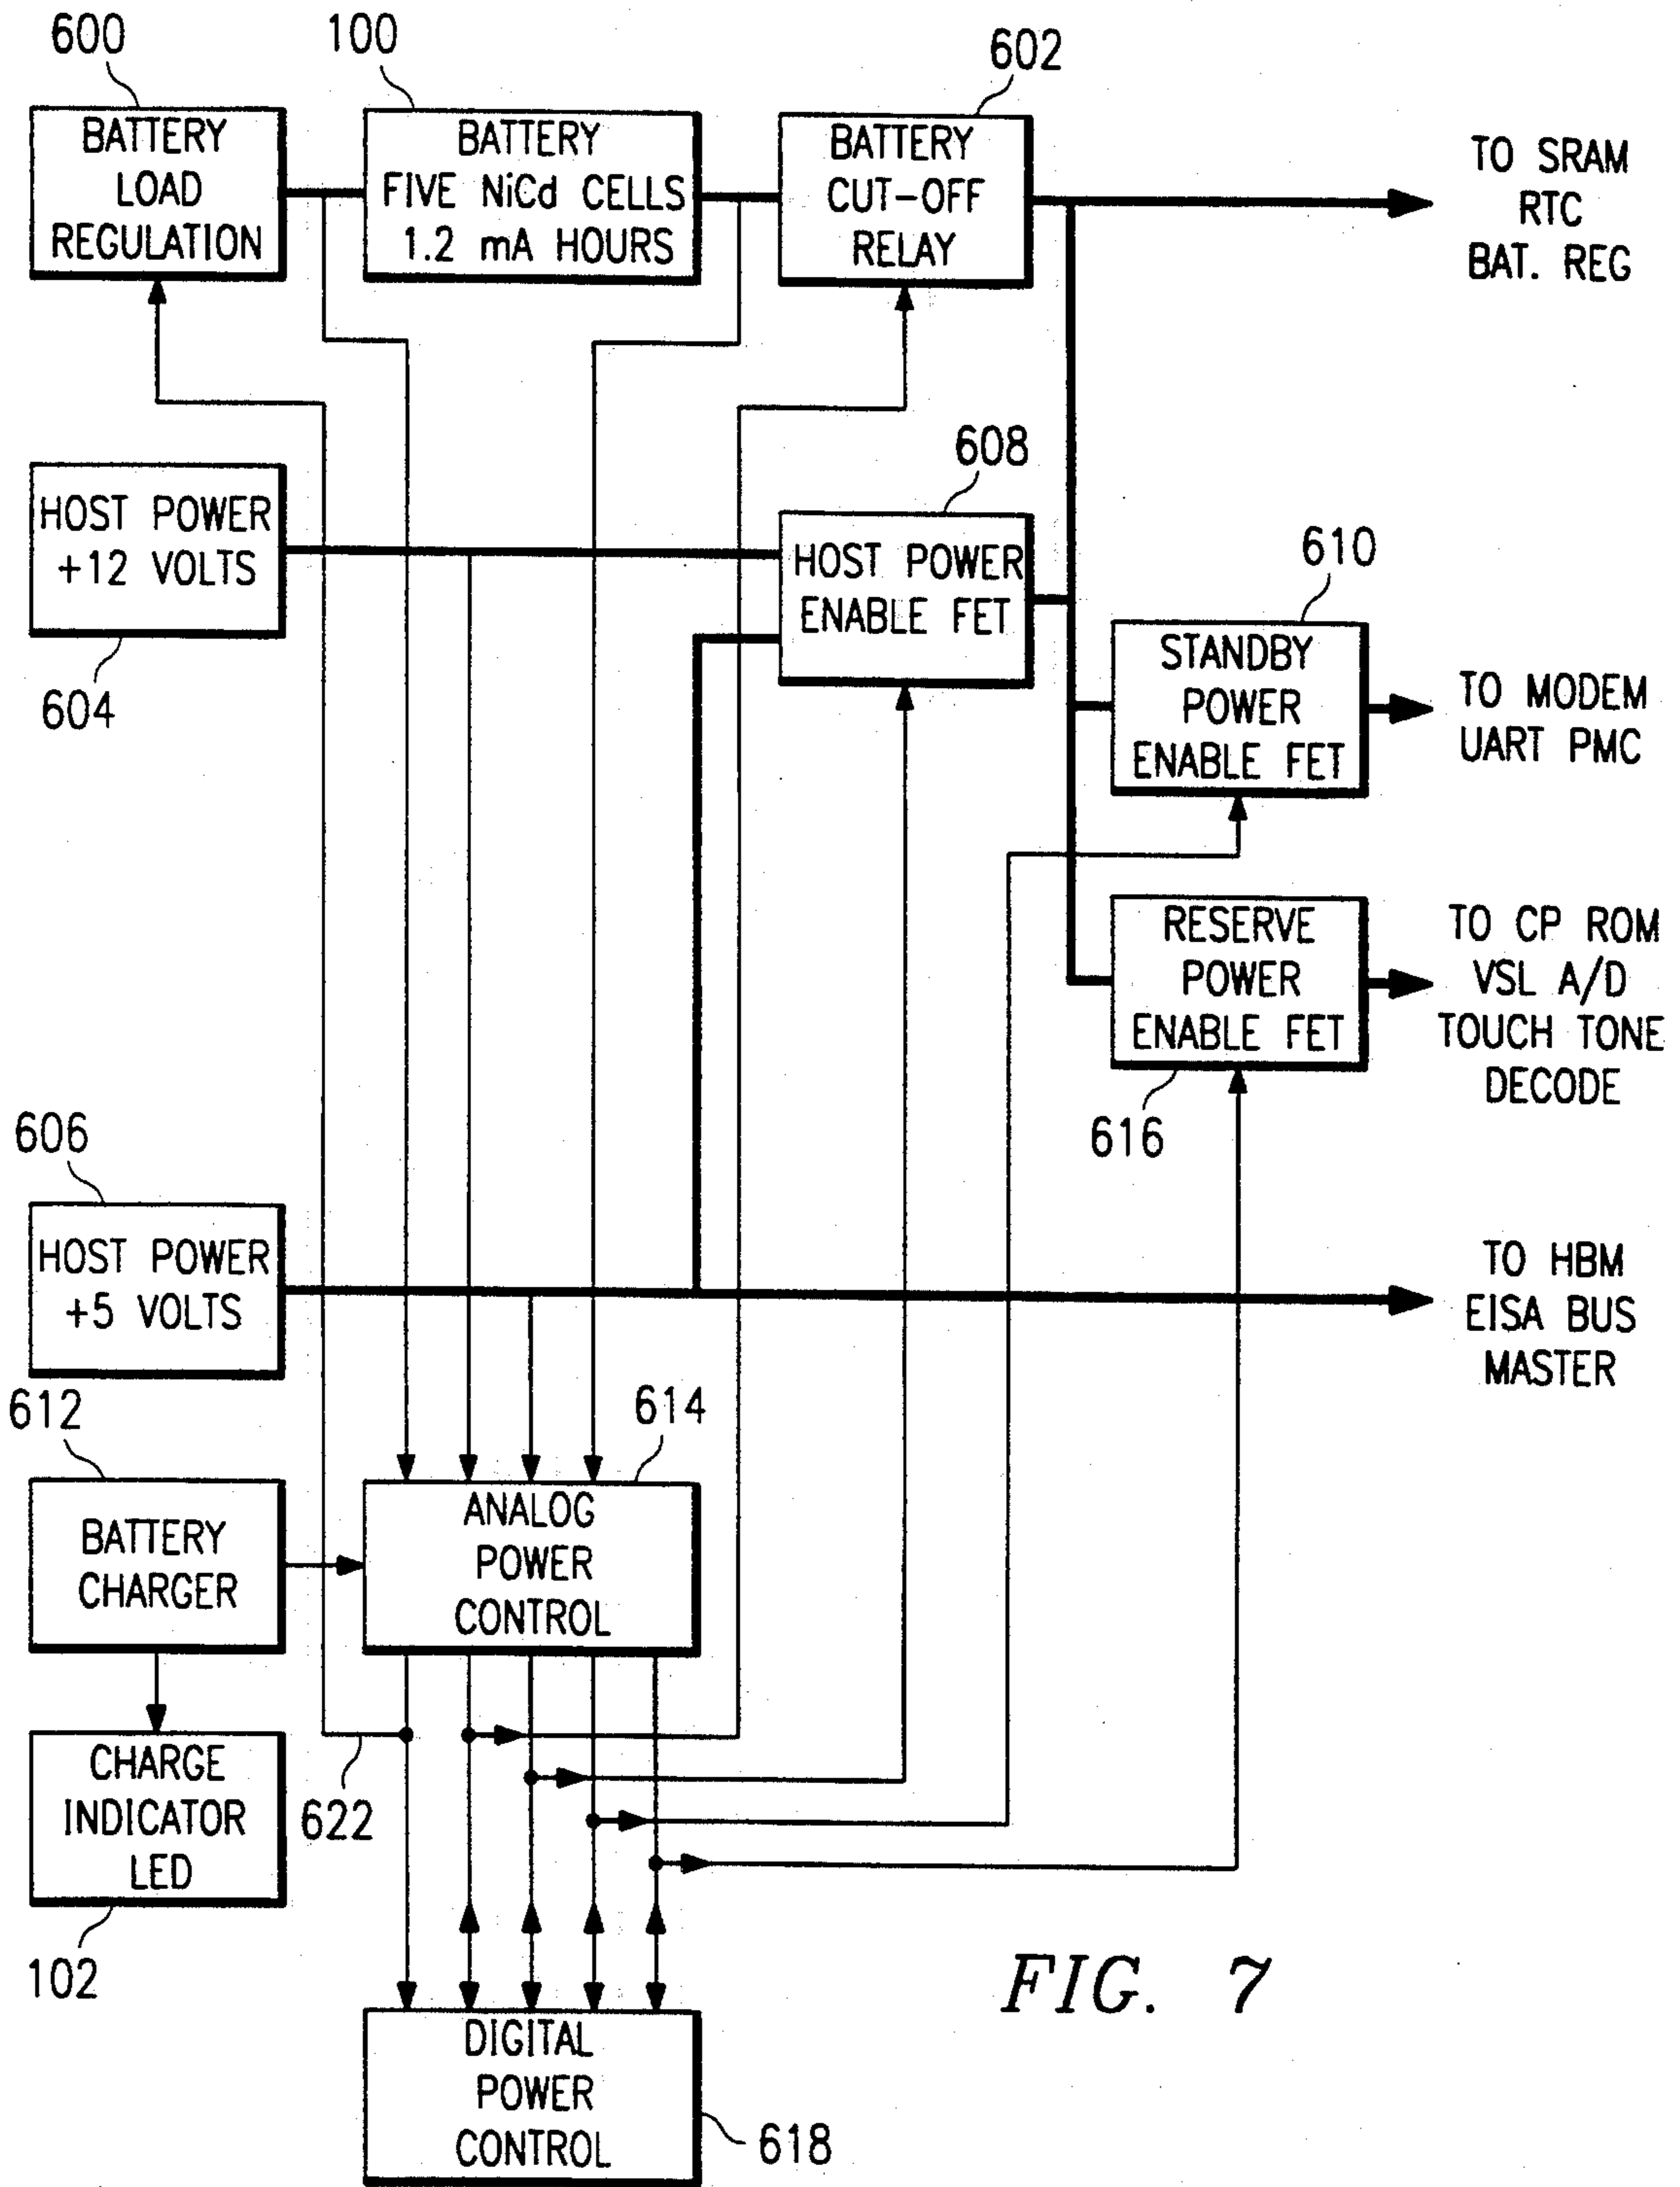 600
100
602
BATTERY
LOAD
REGULATION
BATTERY
FIVE NiCd CELLS
1.2 mA HOURS
BATTERY
CUT-OFF
RELAY
TO SRAM
RTC
BAT. REG
608
HOST POWER
+12 VOLTS
604
HOST POWER
ENABLE FET
610
STANDBY
POWER
ENABLE FET
TO MODEM
UART PMC
RESERVE
POWER
ENABLE FET
616
TO CP ROM
VSL A/D
TOUCH TONE
DECODE
606
HOST POWER
+5 VOLTS
TO HBM
EISA BUS
MASTER
612
614
BATTERY
CHARGER
ANALOG
POWER
CONTROL
CHARGE
INDICATOR
LED
622
102
DIGITAL
POWER
CONTROL
618
FIG. 7